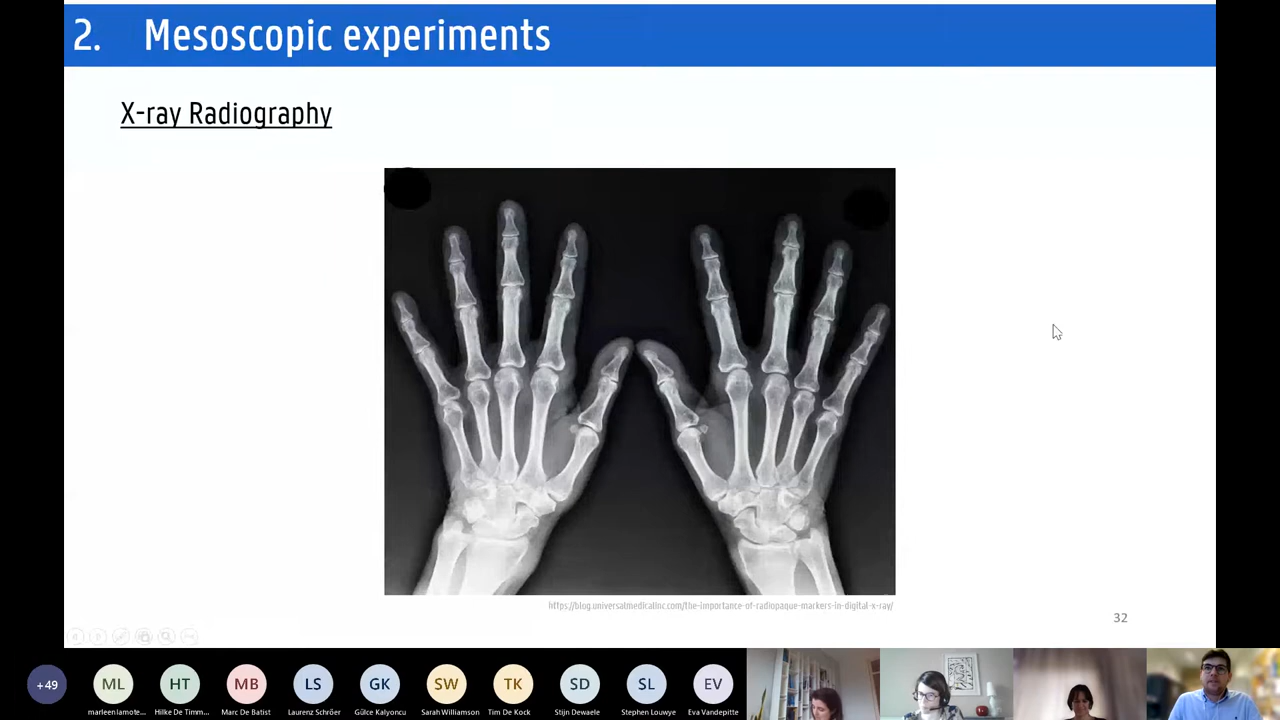 2. Mesoscopic experiments
X-ray Radiography
https://blog.universalmedicalinc.com/the-importance-of-radiopaque-markers-in-digital-x-ray/
32
+49 ML HT MB LS GK SW TK SD SL EV
marleen lamote... Hilke De Timm... Marc De Batist Laurenz Schröer Gülce Kalyoncu Sarah Williamson Tim De Kock Stijn Dewaele Stephen Louwye Eva Vandepitte